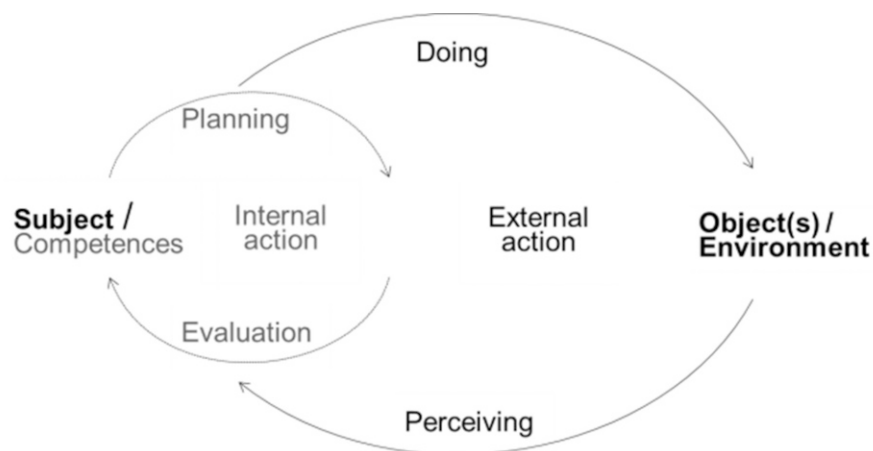 Doing
Planning
Subject /
Competences
Internal
action
External
action
Object(s) /
Environment
Evaluation
Perceiving